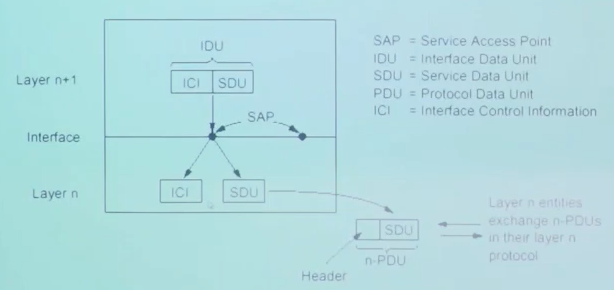 IDU
Layer n+1
ICI SDU
SAP
Interface
Layer n
ICI
SDU
SDU
n-PDU
Header
SAP = Service Access Point
IDU = Interface Data Unit
SDU = Service Data Unit
PDU = Protocol Data Unit
ICI = Interface Control Information
Layer n entities
exchange n-PDUs
in their layer n
protocol